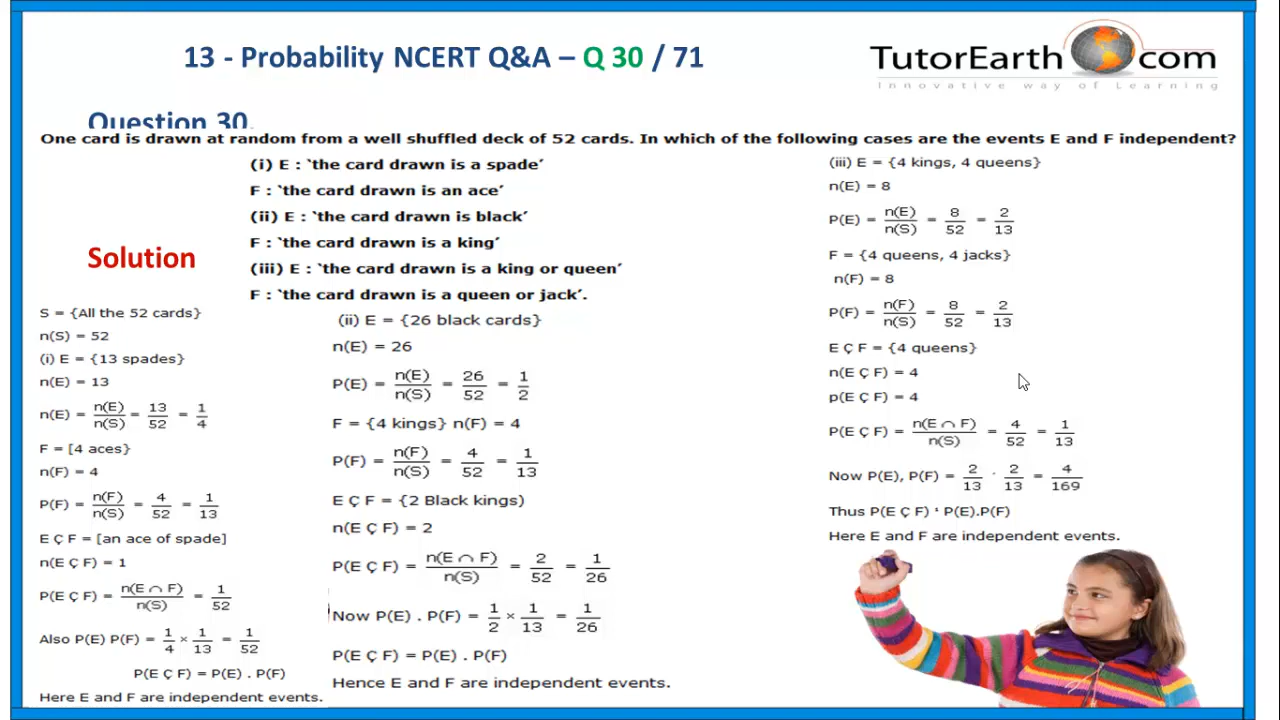 13 - Probability NCERT Q&A – Q 30 / 71
TutorEarth.com
Innovative way of Learning
Question 30.
One card is drawn at random from a well shuffled deck of 52 cards. In which of the following cases are the events E and F independent?
(i) E : ‘the card drawn is a spade’
F : ‘the card drawn is an ace’
(ii) E : ‘the card drawn is black’
F : ‘the card drawn is a king’
(iii) E : ‘the card drawn is a king or queen’
F : ‘the card drawn is a queen or jack’.
Solution
S = {All the 52 cards}
n(S) = 52
(i) E = {13 spades}
n(E) = 13
n(E) = n(E)/n(S) = 13/52 = 1/4
F = [4 aces}
n(F) = 4
P(F) = n(F)/n(S) = 4/52 = 1/13
E Ç F = [an ace of spade]
n(E Ç F) = 1
P(E Ç F) = n(E ∩ F)/n(S) = 1/52
Also P(E) P(F) = 1/4 × 1/13 = 1/52
P(E Ç F) = P(E) . P(F)
Here E and F are independent events.
(ii) E = {26 black cards}
n(E) = 26
P(E) = n(E)/n(S) = 26/52 = 1/2
F = {4 kings} n(F) = 4
P(F) = n(F)/n(S) = 4/52 = 1/13
E Ç F = {2 Black kings)
n(E Ç F) = 2
P(E Ç F) = n(E ∩ F)/n(S) = 2/52 = 1/26
Now P(E) . P(F) = 1/2 × 1/13 = 1/26
P(E Ç F) = P(E) . P(F)
Hence E and F are independent events.
(iii) E = {4 kings, 4 queens}
n(E) = 8
P(E) = n(E)/n(S) = 8/52 = 2/13
F = {4 queens, 4 jacks}
n(F) = 8
P(F) = n(F)/n(S) = 8/52 = 2/13
E Ç F = {4 queens}
n(E Ç F) = 4
p(E Ç F) = 4
P(E Ç F) = n(E ∩ F)/n(S) = 4/52 = 1/13
Now P(E), P(F) = 2/13 · 2/13 = 4/169
Thus P(E Ç F) ' P(E).P(F)
Here E and F are independent events.